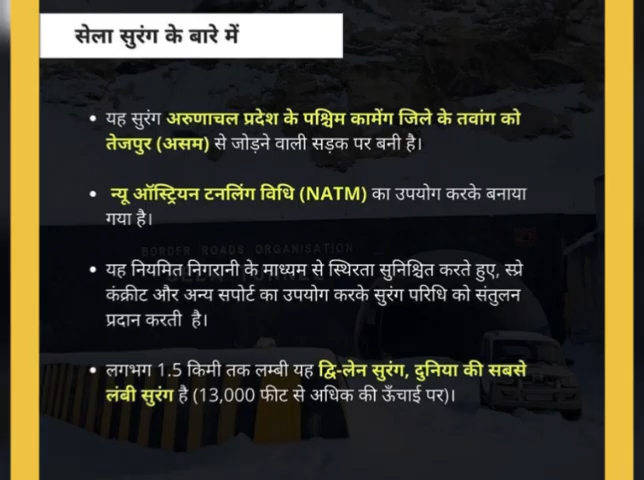 सेला सुरंग के बारे में
• यह सुरंग अरुणाचल प्रदेश के पश्चिम कामेंग जिले के तवांग को
तेजपुर (असम) से जोड़ने वाली सड़क पर बनी है।
• न्यू ऑस्ट्रियन टनलिंग विधि (NATM) का उपयोग करके बनाया
गया है।
BORDER ROADS ORGANISATION
• यह नियमित निगरानी के माध्यम से स्थिरता सुनिश्चित करते हुए, स्प्रे
कंक्रीट और अन्य सपोर्ट का उपयोग करके सुरंग परिधि को संतुलन
प्रदान करती है।
• लगभग 1.5 किमी तक लम्बी यह द्वि-लेन सुरंग, दुनिया की सबसे
लंबी सुरंग है (13,000 फीट से अधिक की ऊँचाई पर)।